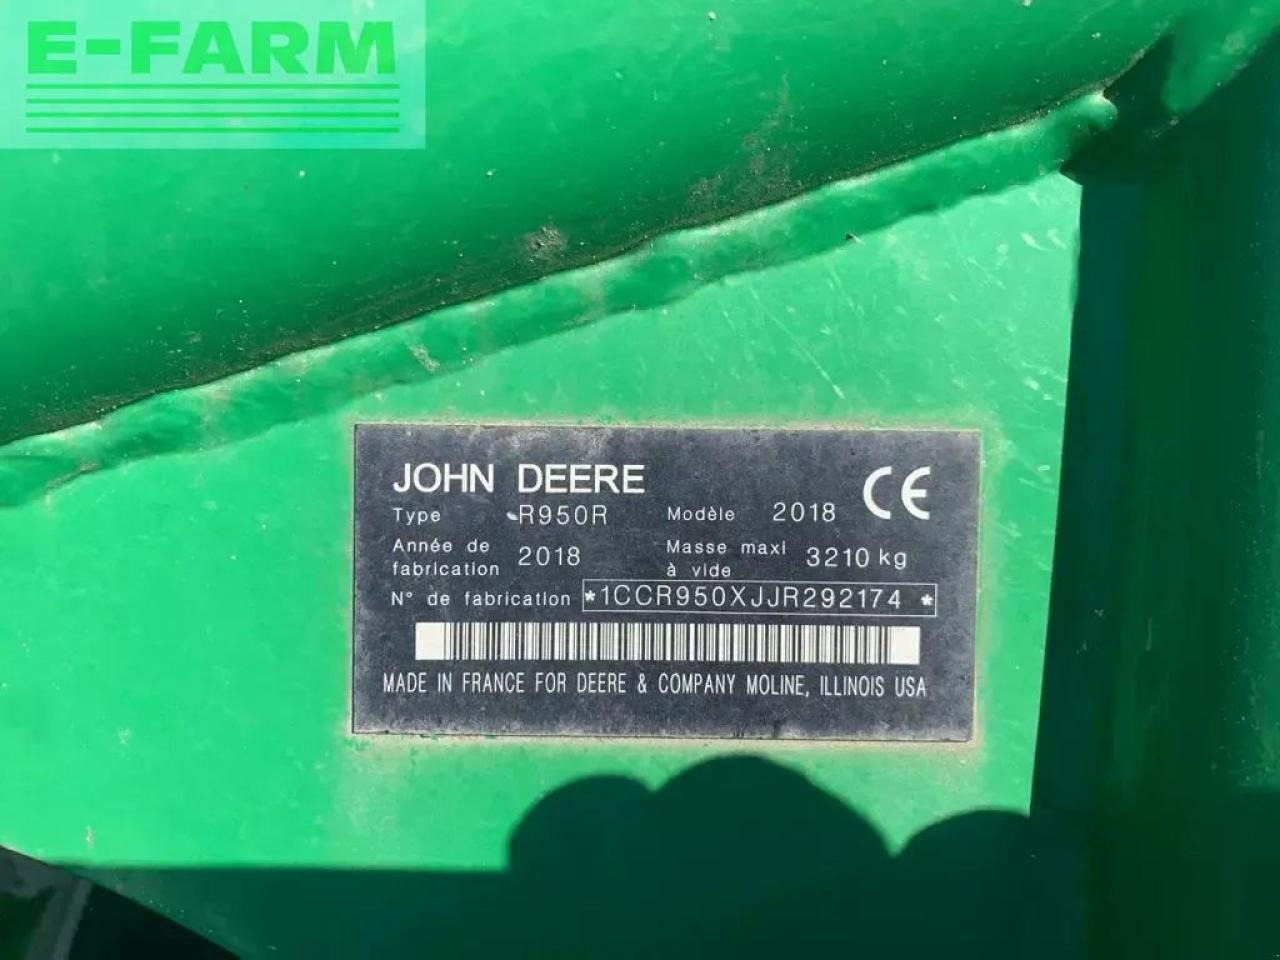 E-FARM
JOHN DEERE
Type R950R Modèle 2018 CE
Année de fabrication 2018 Masse maxi à vide 3210 kg
N° de fabrication *1CCR950XJJR292174*
MADE IN FRANCE FOR DEERE & COMPANY MOLINE, ILLINOIS USA